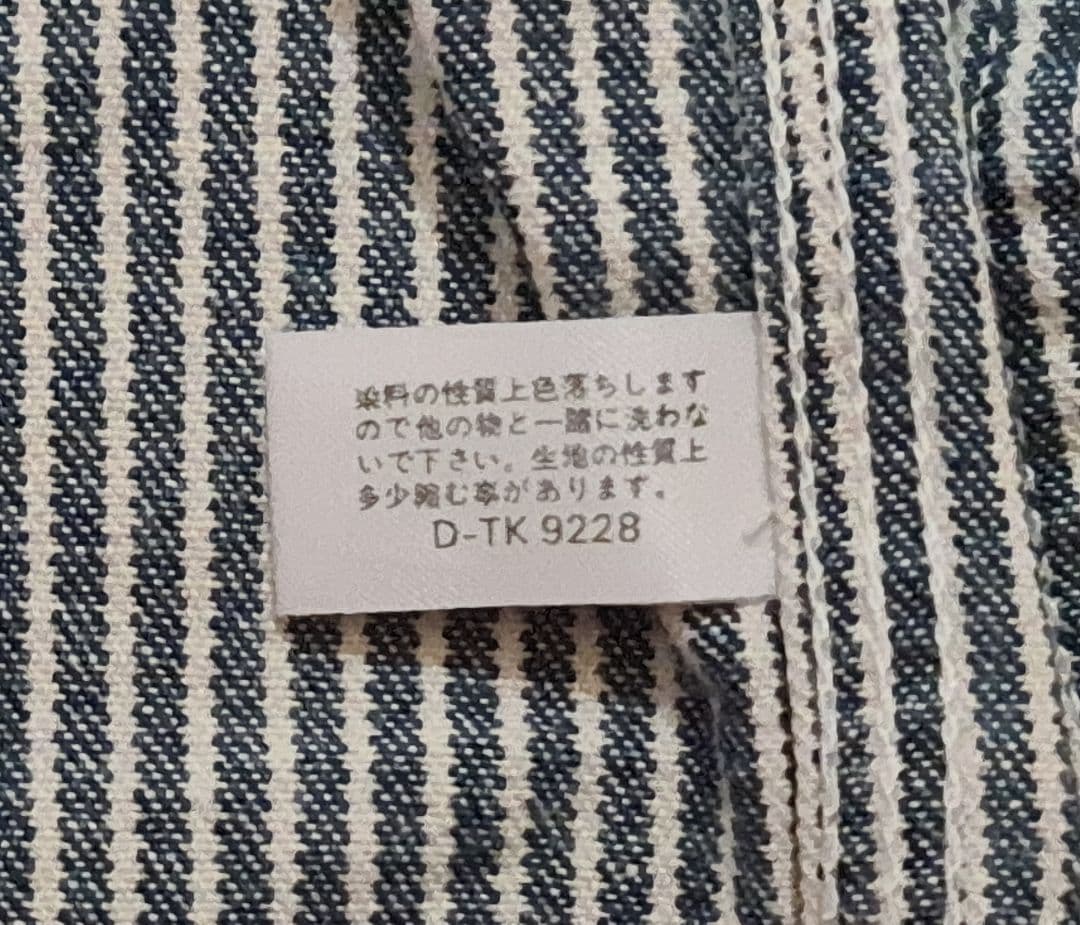 染料の性質上色落ちします
ので他の物と一緒に洗わな
いで下さい。生地の性質上
多少縮む事があります。
D-TK 9228